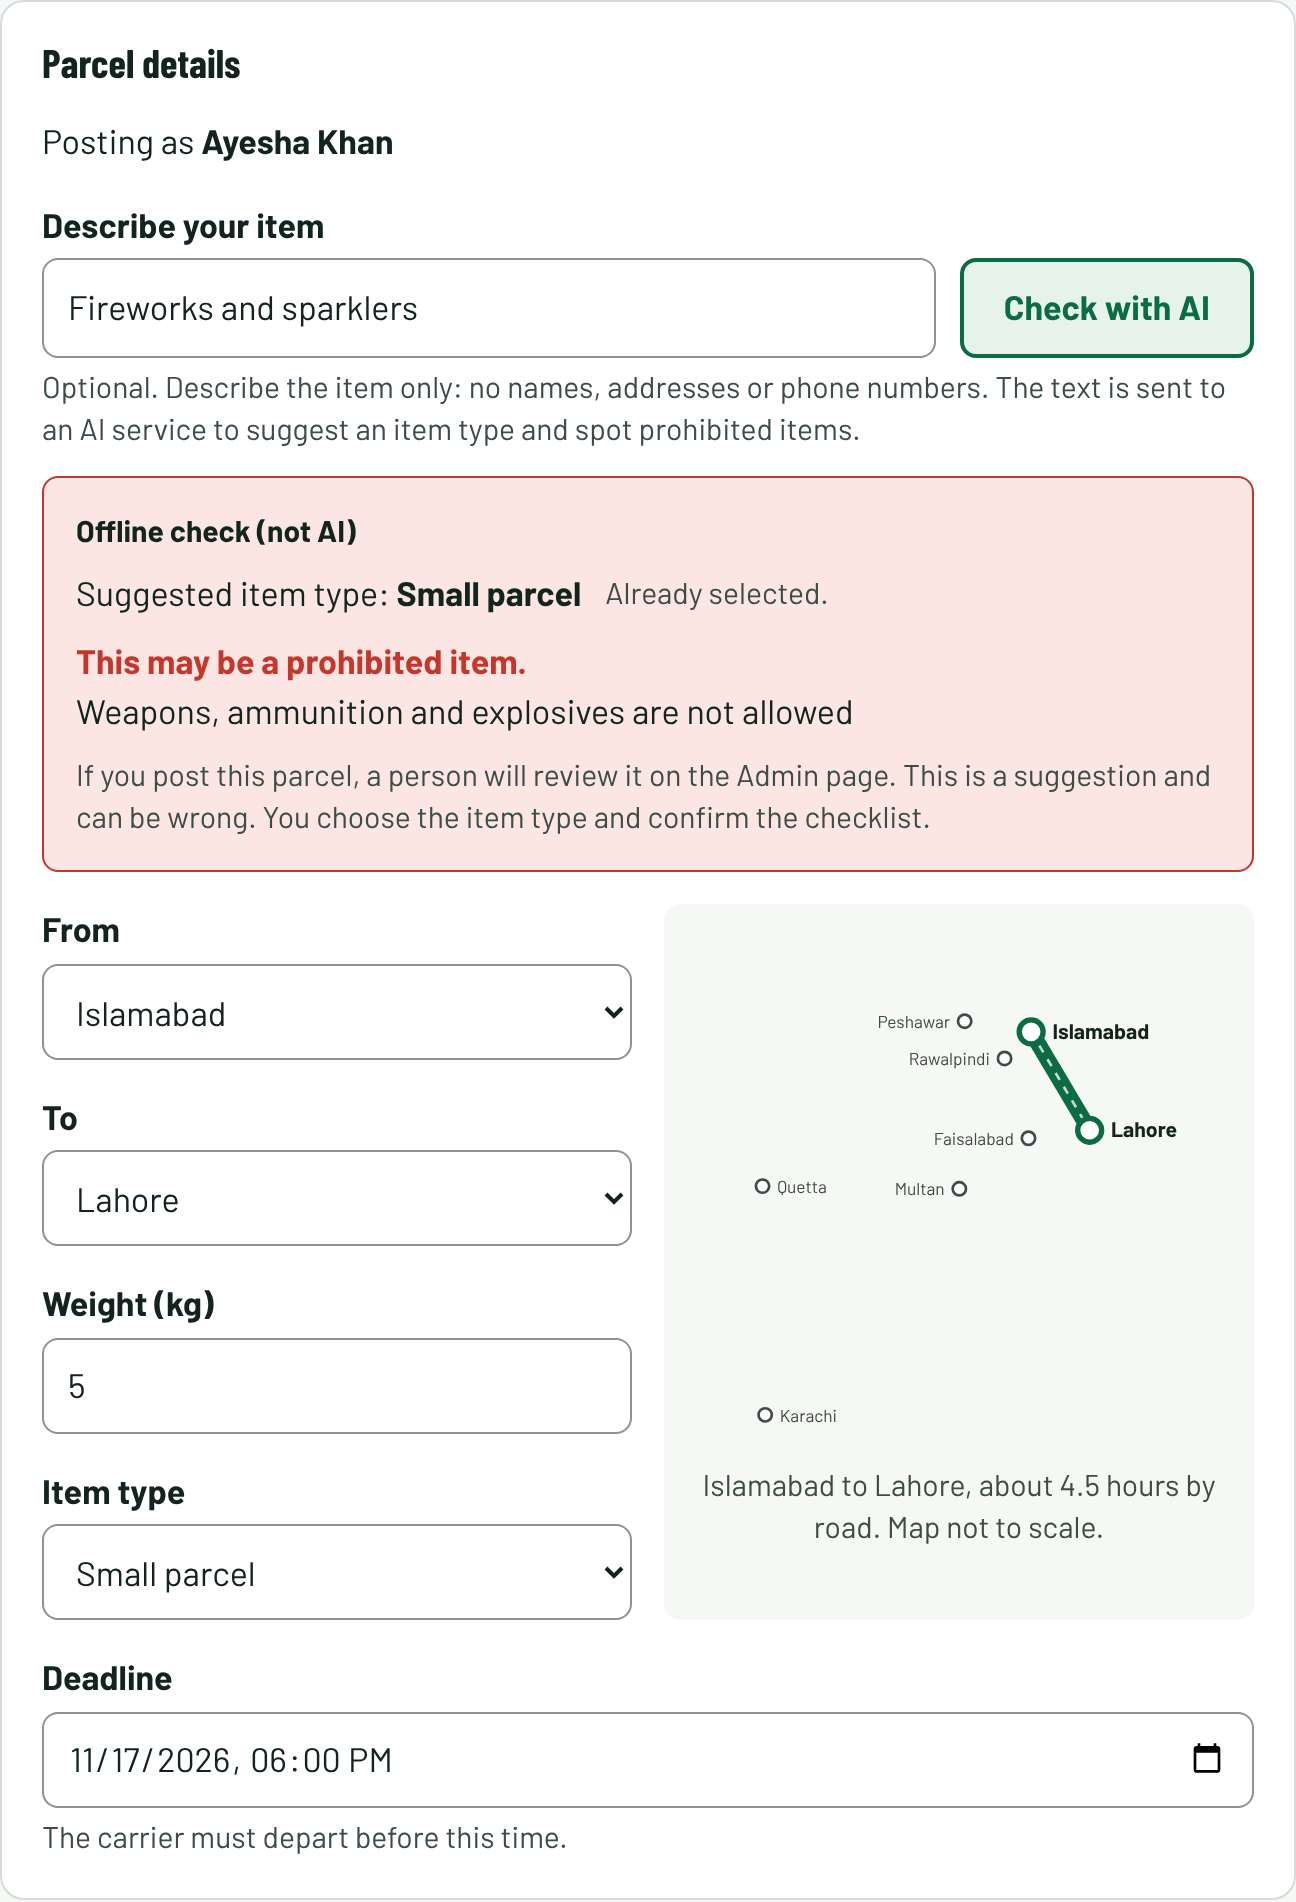 Parcel details
Posting as Ayesha Khan
Describe your item
Fireworks and sparklers
Check with AI
Optional. Describe the item only: no names, addresses or phone numbers. The text is sent to
an AI service to suggest an item type and spot prohibited items.
Offline check (not AI)
Suggested item type: Small parcel Already selected.
This may be a prohibited item.
Weapons, ammunition and explosives are not allowed
If you post this parcel, a person will review it on the Admin page. This is a suggestion and
can be wrong. You choose the item type and confirm the checklist.
From
Islamabad
To
Lahore
Weight (kg)
5
Item type
Small parcel
Peshawar
Islamabad
Rawalpindi
Faisalabad
Lahore
Quetta
Multan
Karachi
Islamabad to Lahore, about 4.5 hours by
road. Map not to scale.
Deadline
11/17/2026, 06:00 PM
The carrier must depart before this time.